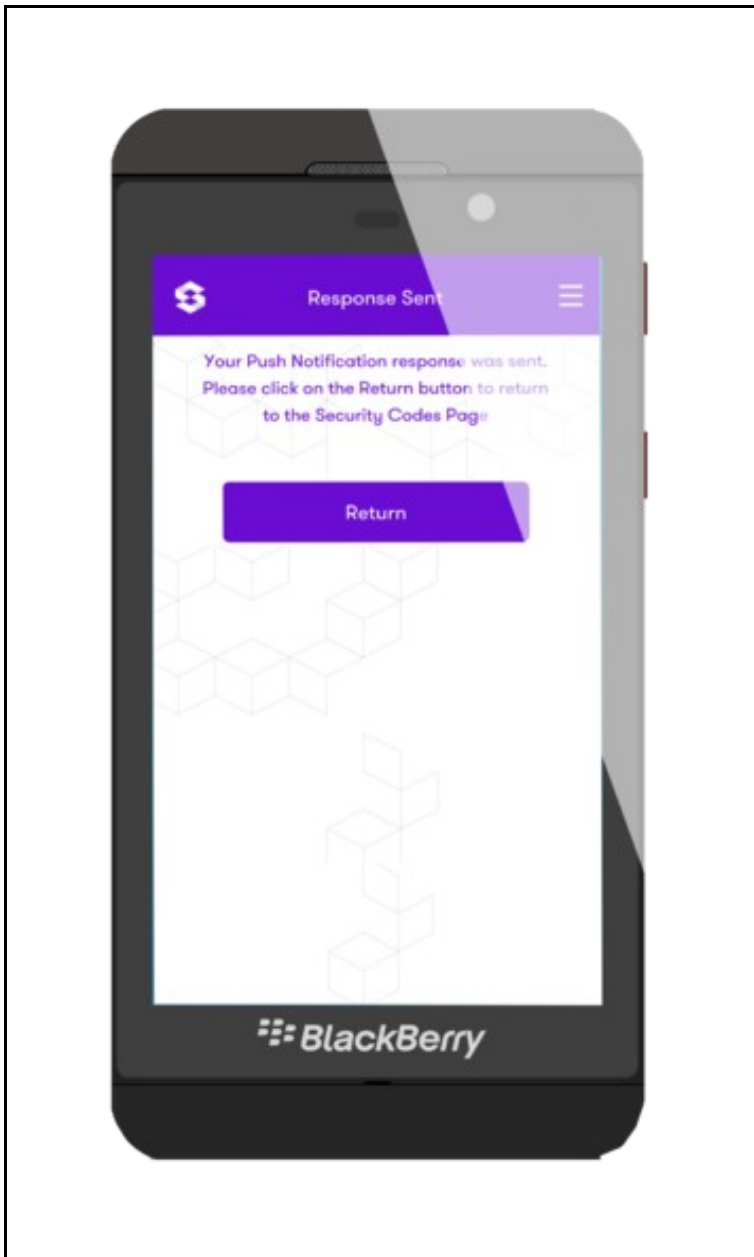 Response Sent
Your Push Notification response was sent.
Please click on the Return button to return
to the Security Codes Page
Return
BlackBerry